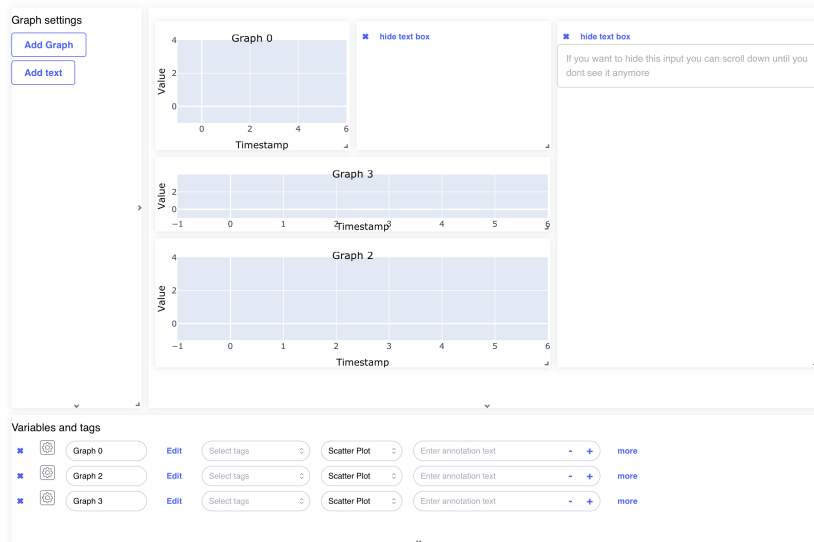 Graph settings
Add Graph
Add text
Graph 0
4
2
0
Value
0 2 4 6
Timestamp
✖ hide text box
✖ hide text box
If you want to hide this input you can scroll down until you
dont see it anymore
Graph 3
2
0
Value
−1 0 1 2 3 4 5 6
Timestamp
Graph 2
4
2
0
Value
−1 0 1 2 3 4 5 6
Timestamp
Variables and tags
✖ Graph 0 Edit Select tags Scatter Plot Enter annotation text - + more
✖ Graph 2 Edit Select tags Scatter Plot Enter annotation text - + more
✖ Graph 3 Edit Select tags Scatter Plot Enter annotation text - + more